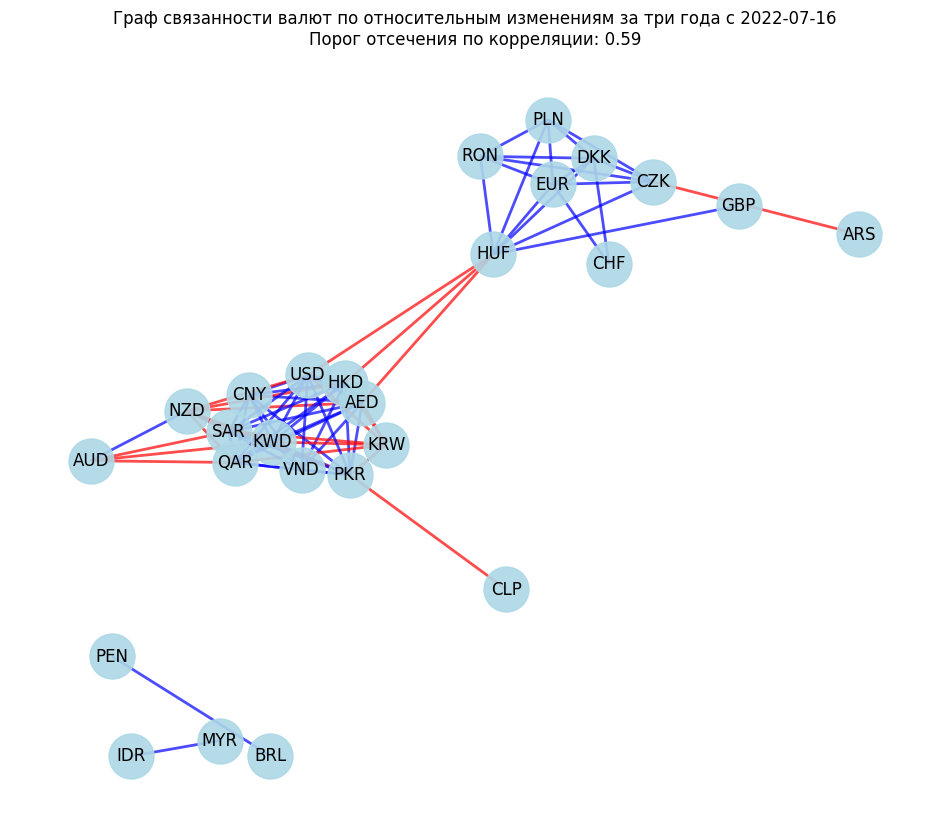 Граф связанности валют по относительным изменениям за три года с 2022-07-16
Порог отсечения по корреляции: 0.59
PLN
RON
DKK
EUR
CZK
GBP
ARS
HUF
CHF
USD
HKD
CNY
AED
NZD
SAR
KWD
KRW
AUD
QAR
VND
PKR
CLP
PEN
MYR
IDR
BRL